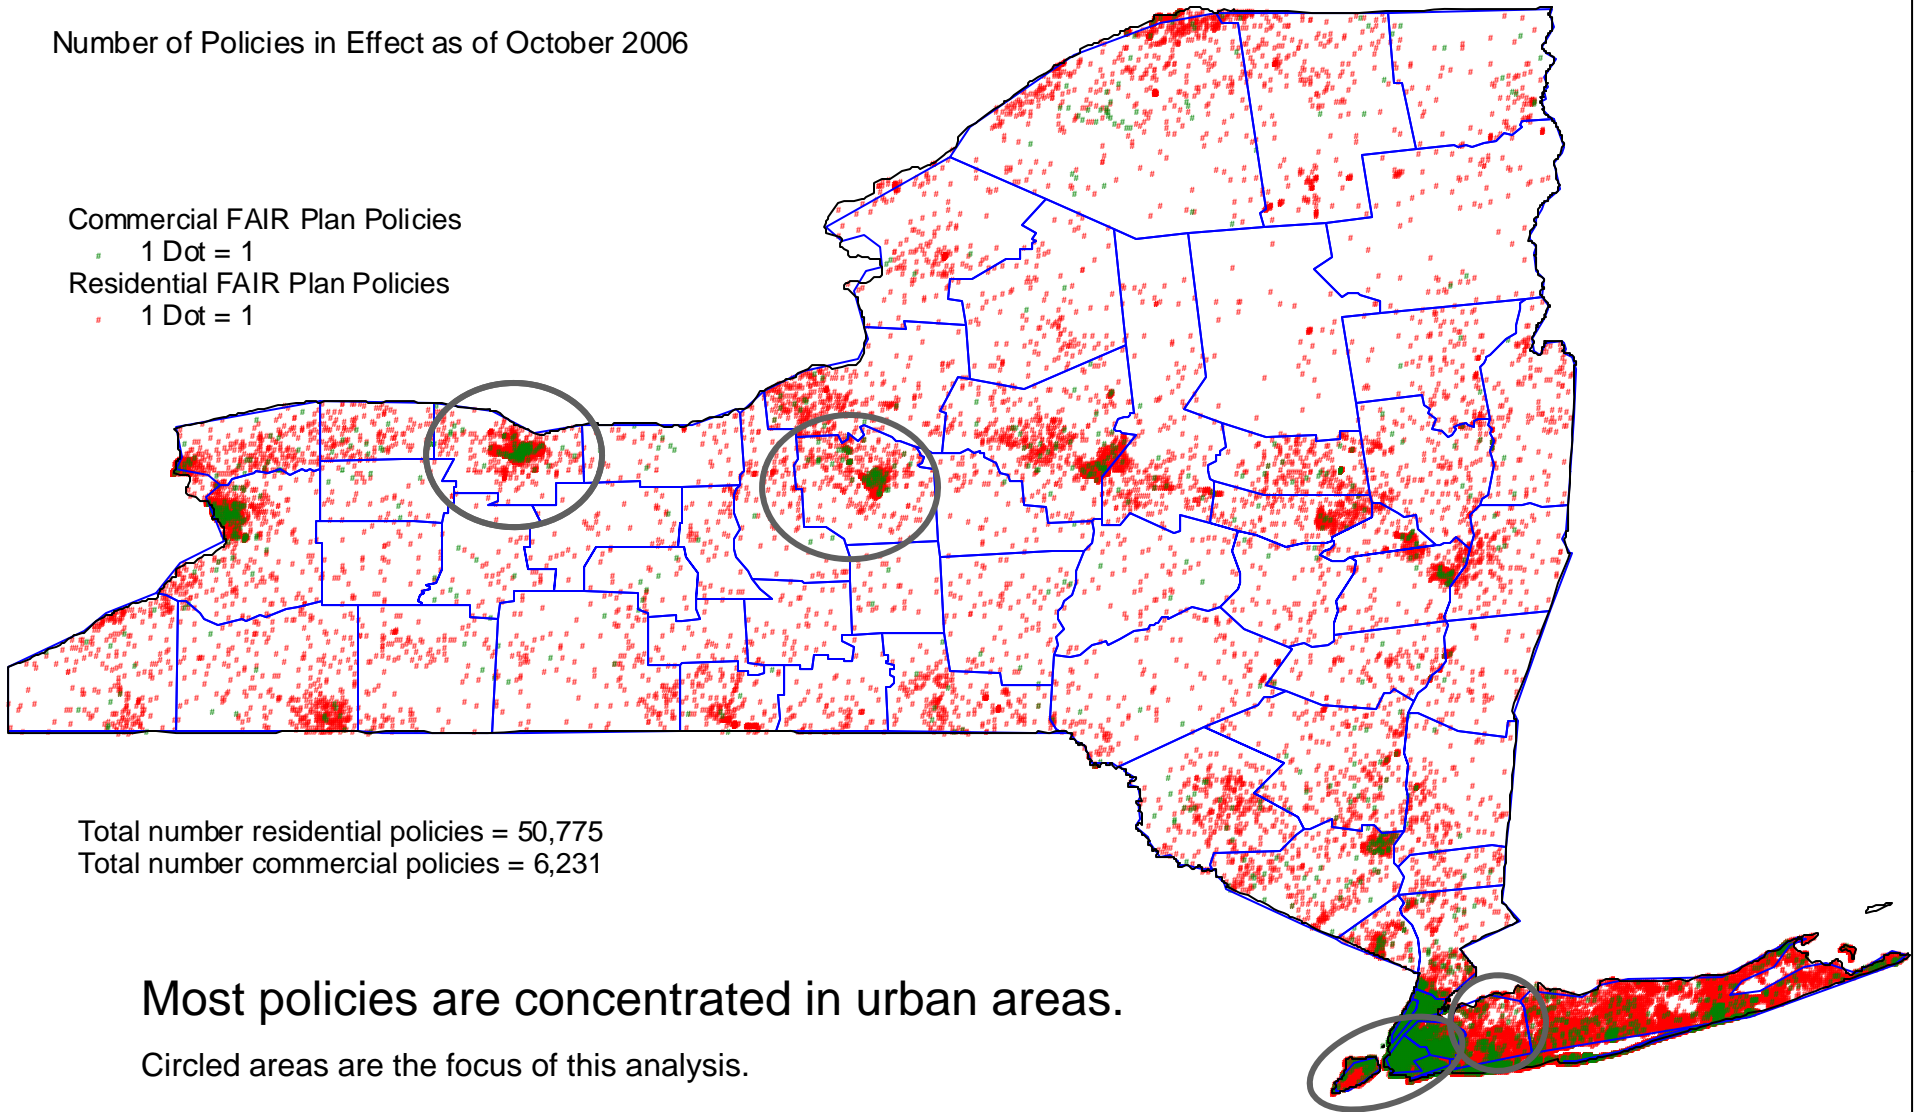 Number of Policies in Effect as of October 2006
Commercial FAIR Plan Policies
1 Dot = 1
Residential FAIR Plan Policies
1 Dot = 1
Total number residential policies = 50,775
Total number commercial policies = 6,231
Most policies are concentrated in urban areas.
Circled areas are the focus of this analysis.